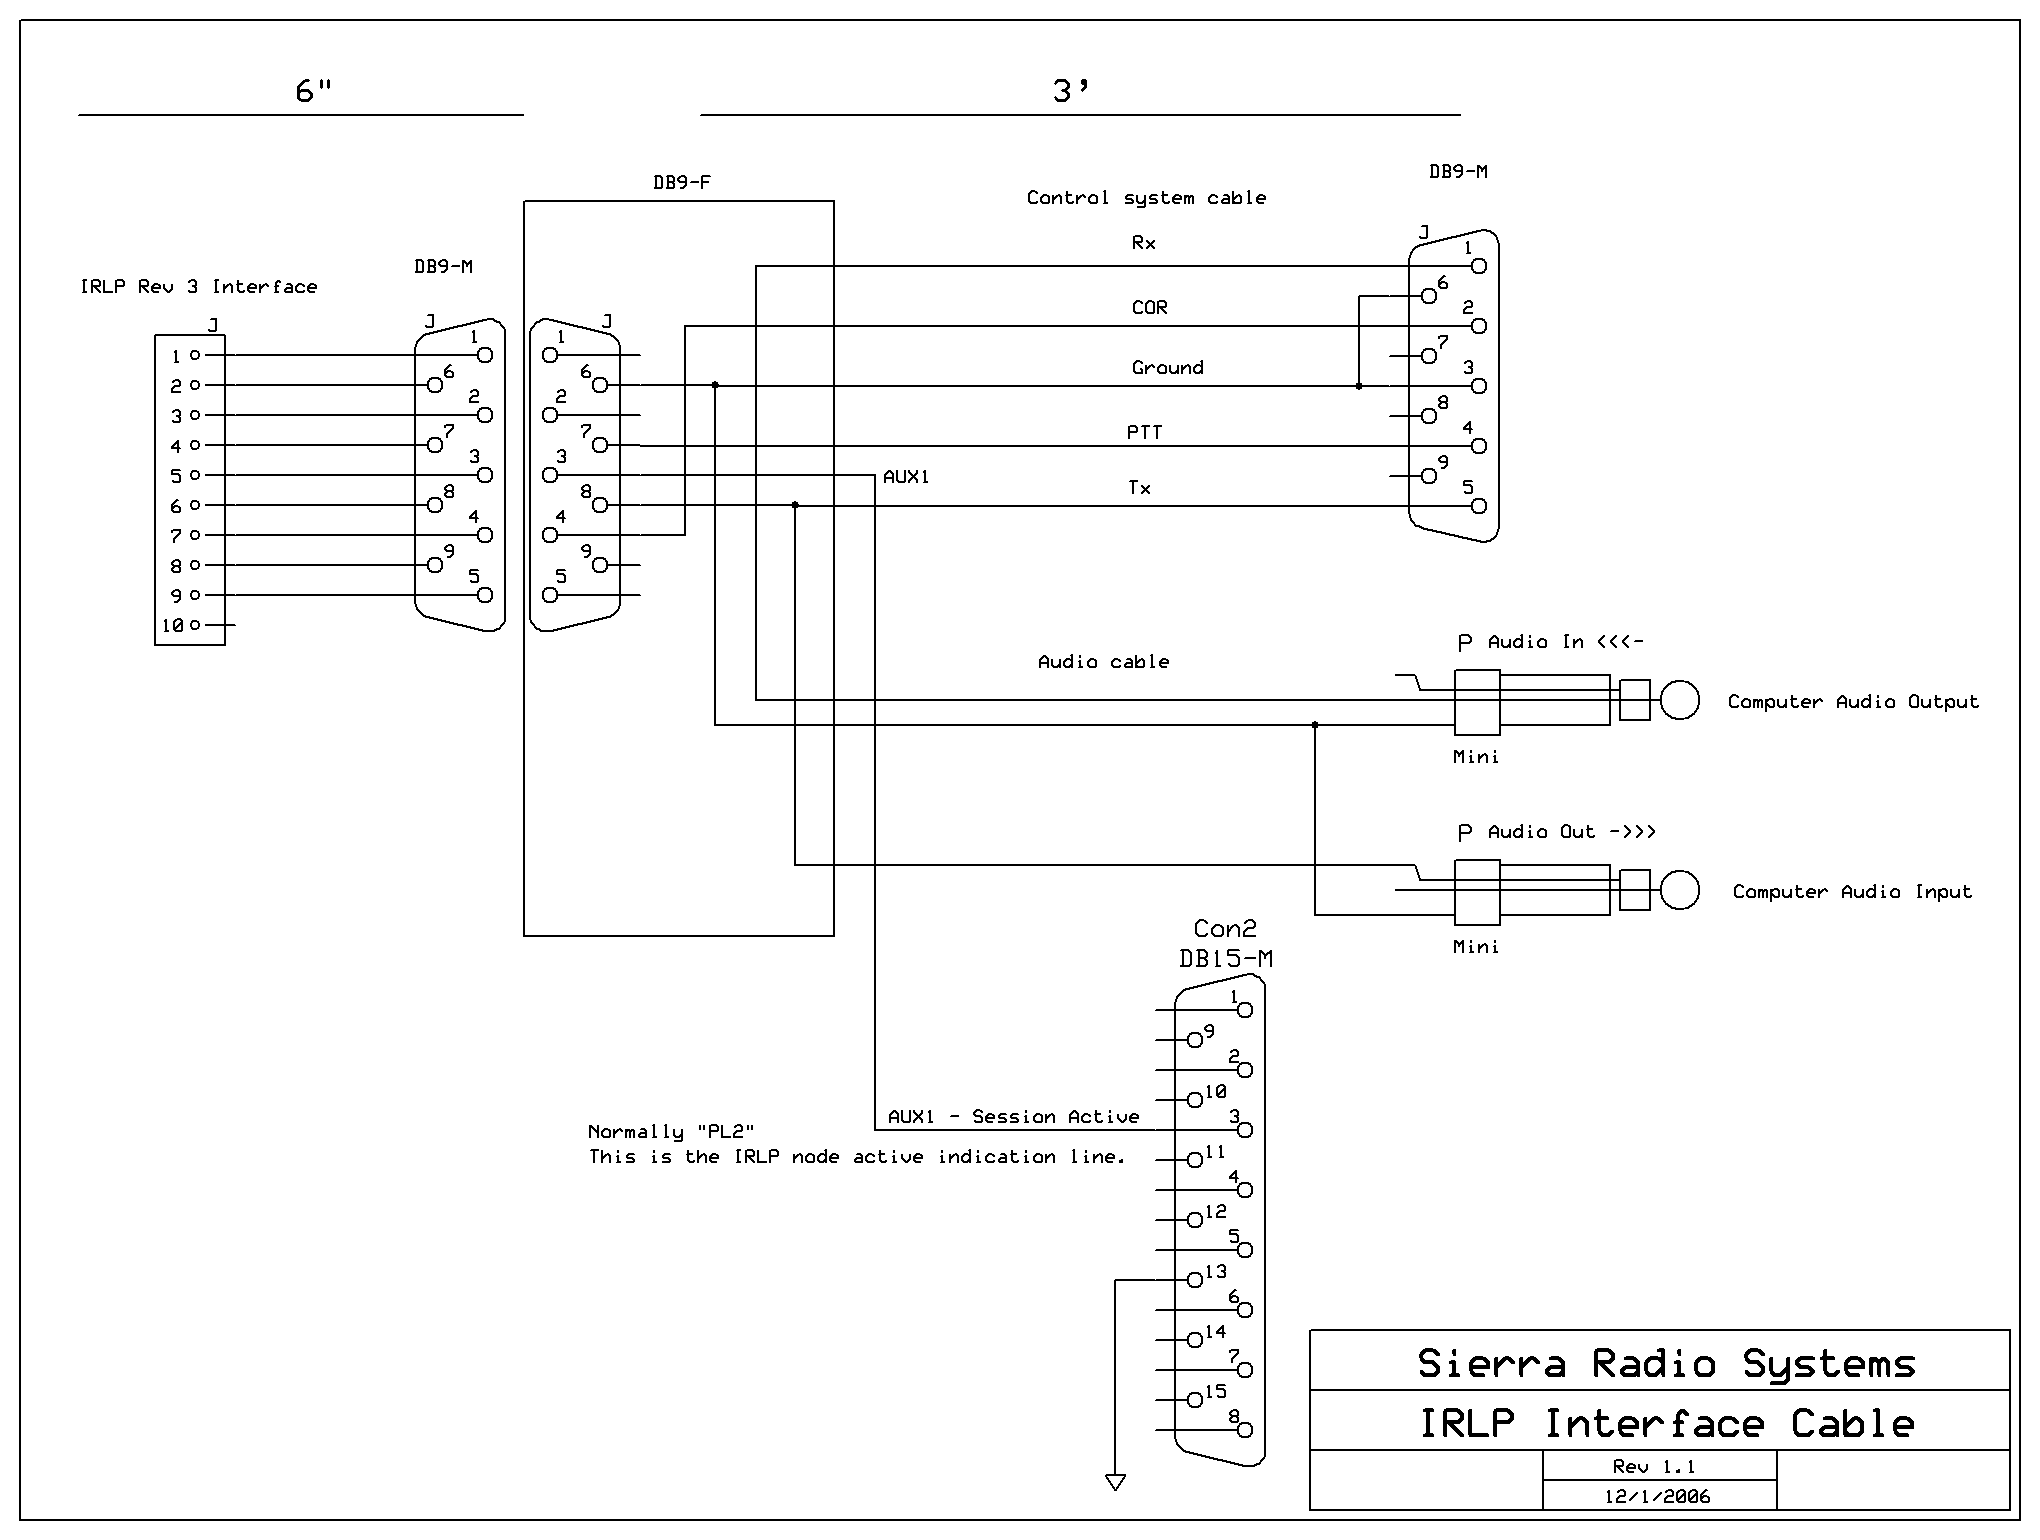 6" 3'
DB9-F
Control system cable
DB9-M
J
Rx
1
6
COR
2
7
Ground
3
8
PTT
4
9
Tx
5
IRLP Rev 3 Interface
DB9-M
J
1
2
3
4
5
6
7
8
9
10
J
1
6
2
7
3
8
4
9
5
J
1
6
2
7
3
8
4
9
5
AUX1
Audio cable
P Audio In <<<-
Computer Audio Output
Mini
P Audio Out ->>>
Computer Audio Input
Mini
Con2
DB15-M
1
9
2
10
AUX1 - Session Active
3
Normally "PL2"
This is the IRLP node active indication line.
11
4
12
5
13
6
14
7
15
8
Sierra Radio Systems
IRLP Interface Cable
Rev 1.1
12/1/2006